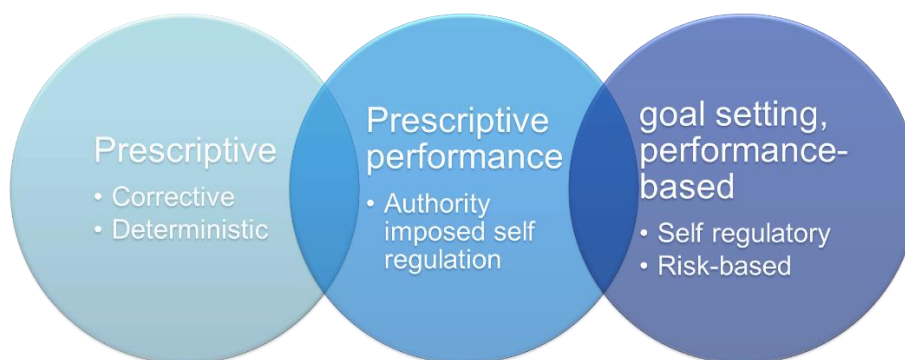 Prescriptive
• Corrective
• Deterministic
Prescriptive
performance
• Authority
imposed self
regulation
goal setting,
performance-
based
• Self regulatory
• Risk-based